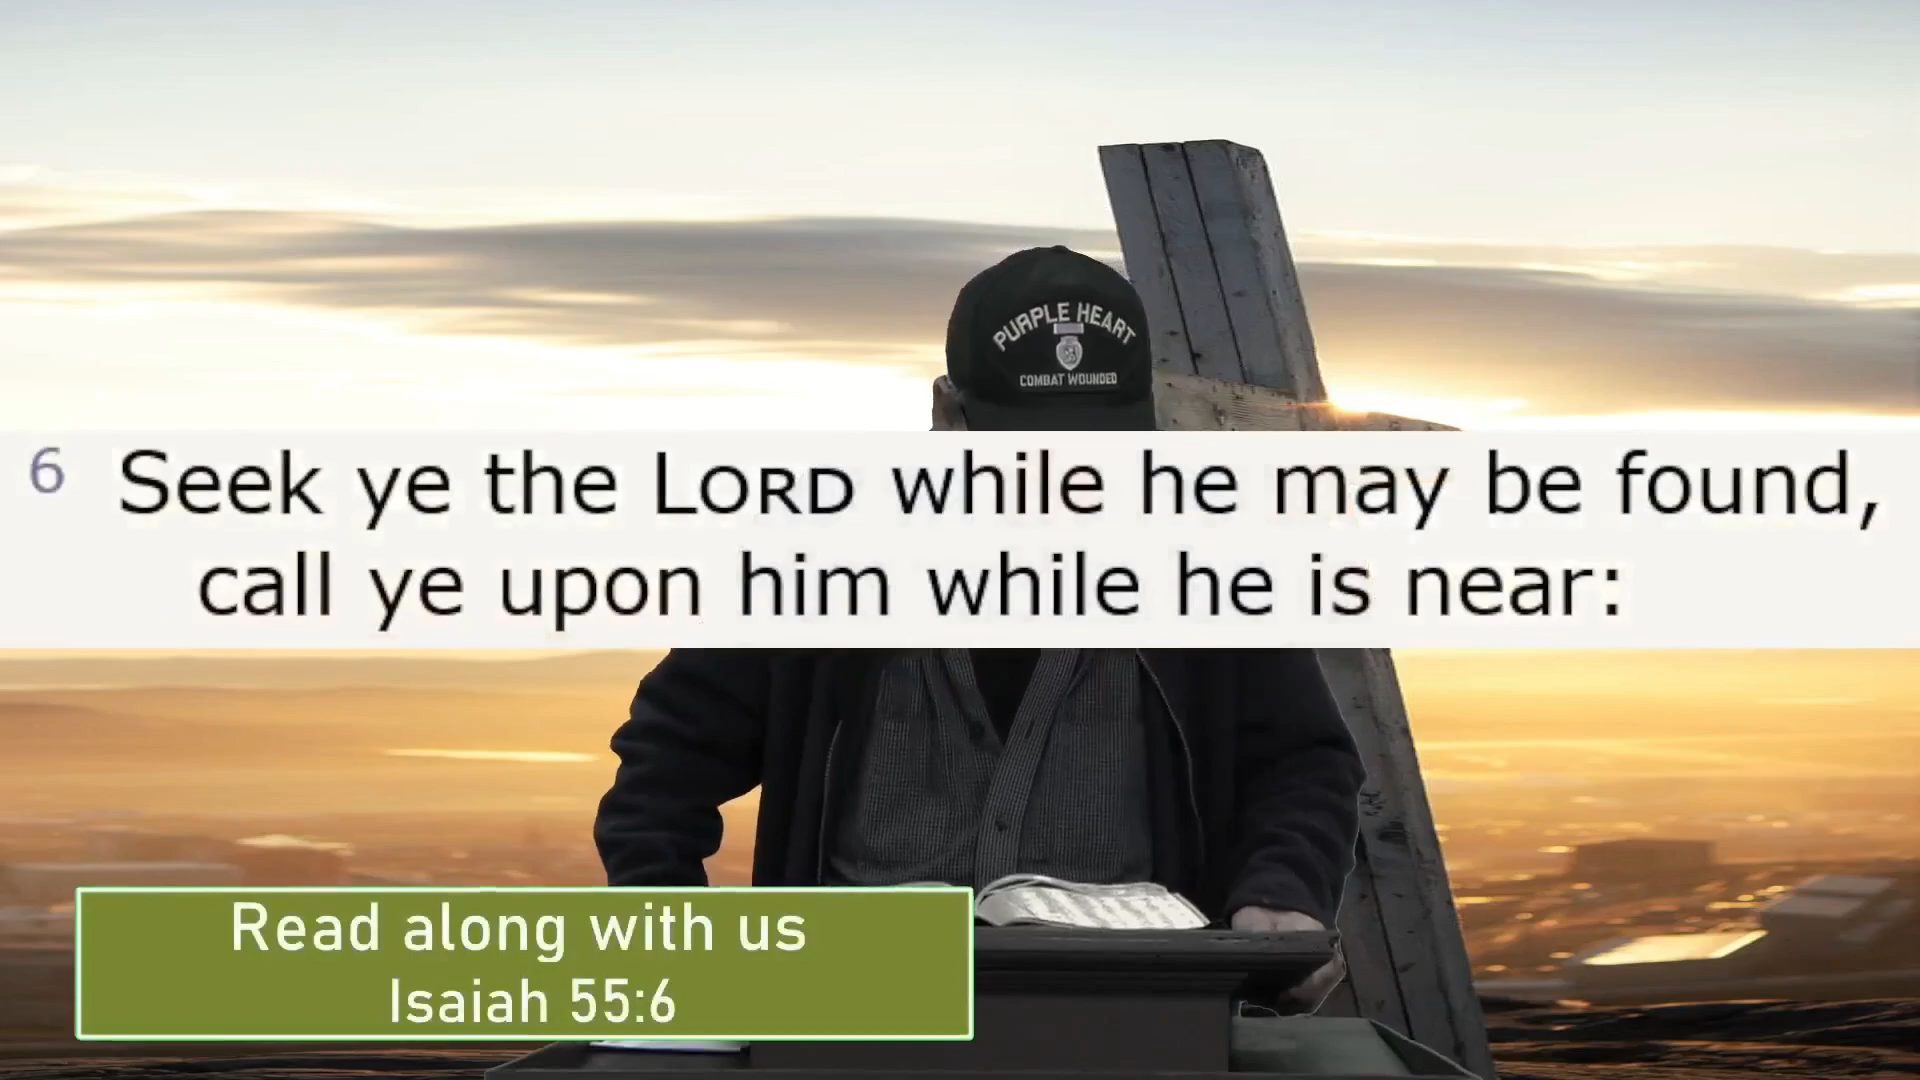 PURPLE HEART
COMBAT WOUNDED
6 Seek ye the LORD while he may be found,
call ye upon him while he is near:
Read along with us
Isaiah 55:6